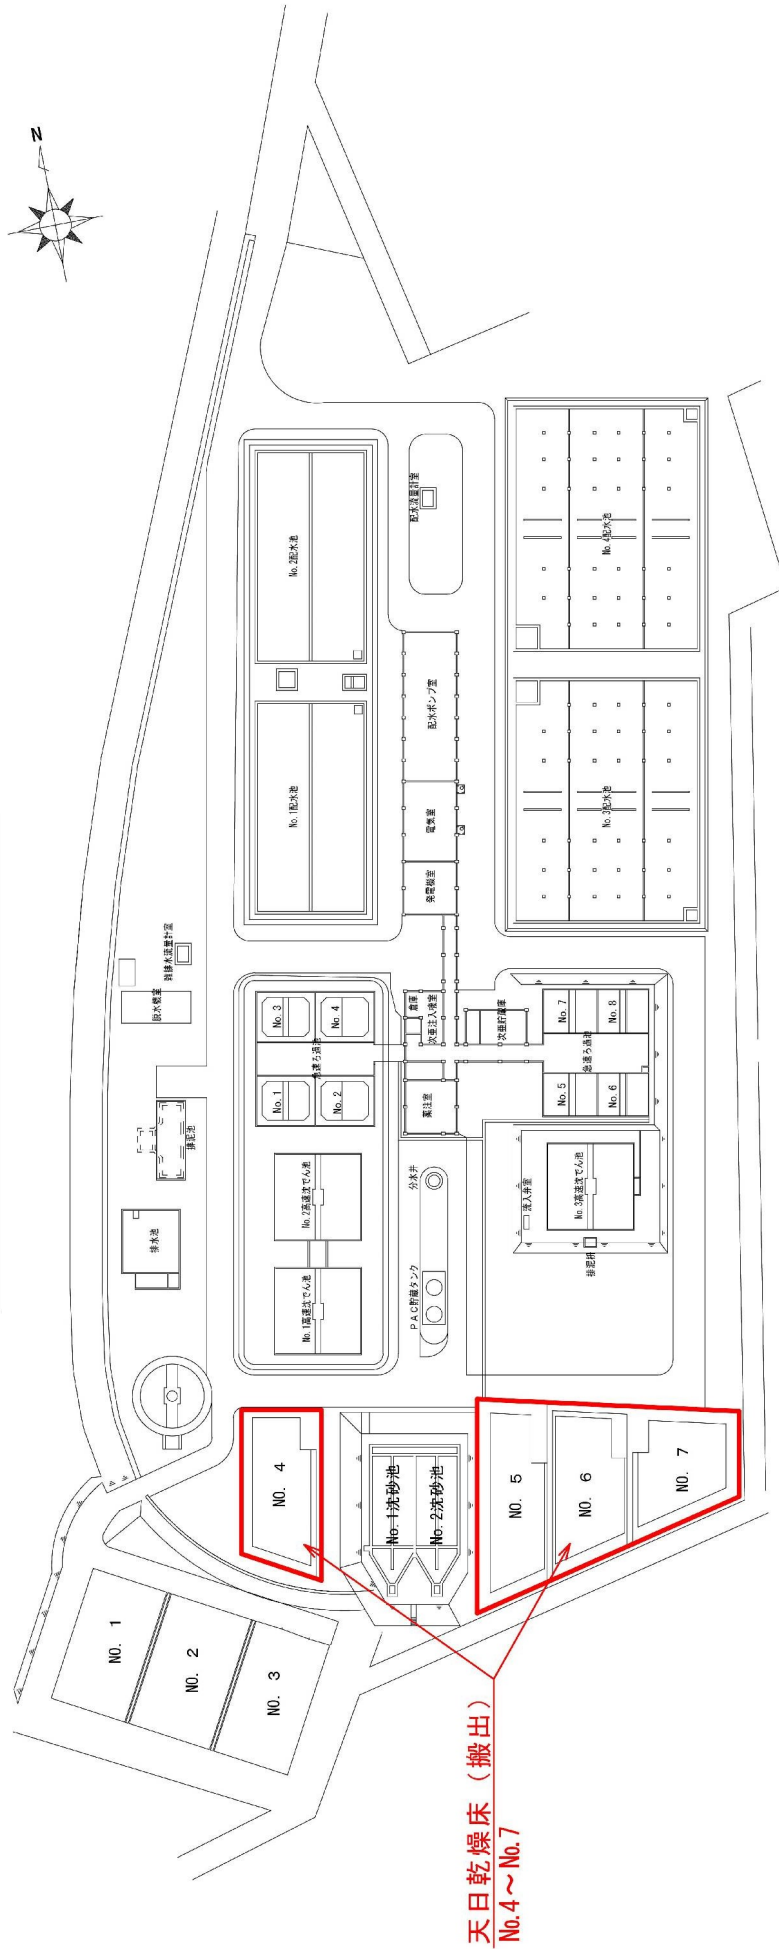 N
配水流量計室
No.2配水池
No.4配水池
配水ポンプ室
No.1配水池
No.3配水池
電気室
発電機室
脱水機室
雑排水流量計室
No.3
No.4
急速ろ過池
No.1
No.2
倉庫
次亜注入機室
次亜貯蔵庫
薬注室
No.7
No.8
急速ろ過池
No.5
No.6
排泥池
排水池
No.2高速沈でん池
No.1高速沈でん池
分水井
PAC貯蔵タンク
流入弁室
No.3高速沈でん池
排泥桝
NO. 4
No.1沈砂池
No.2沈砂池
NO. 5
NO. 6
NO. 7
NO. 1
NO. 2
NO. 3
天日乾燥床（搬出）
No.4～No.7